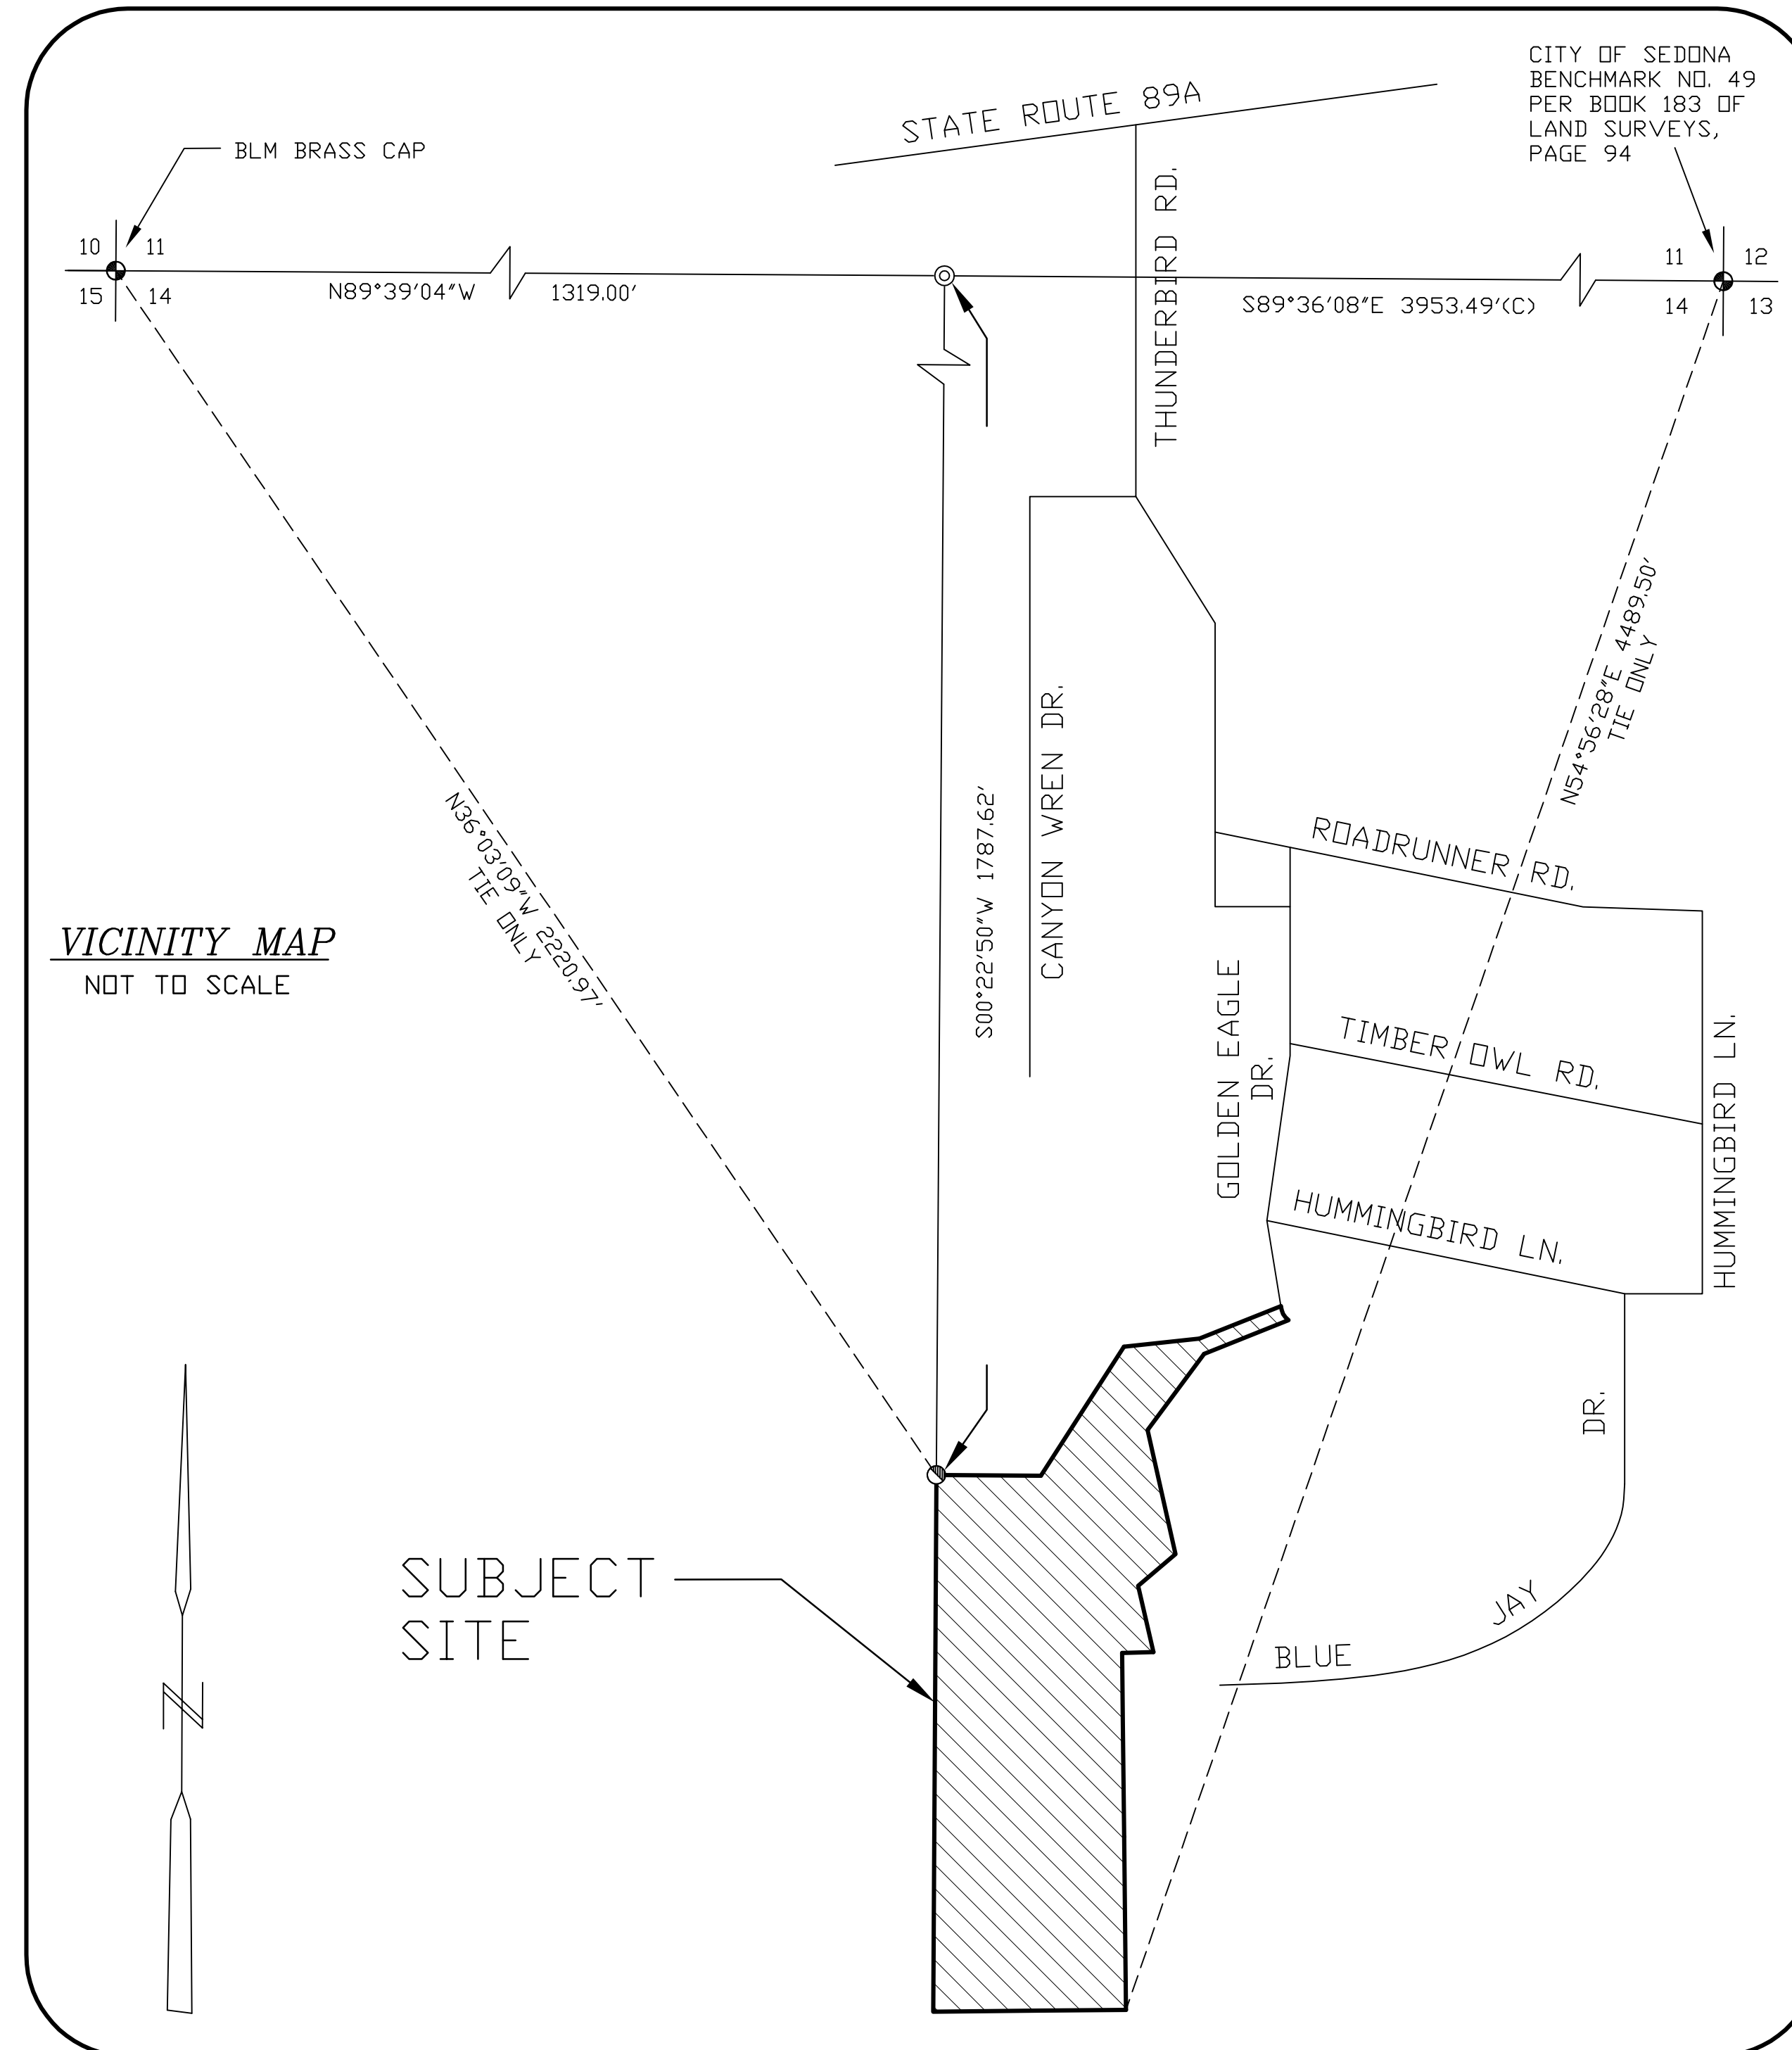 CITY OF SEDONA
BENCHMARK NO. 49
PER BOOK 183 OF
LAND SURVEYS,
PAGE 94
STATE ROUTE 89A
BLM BRASS CAP
THUNDERBIRD RD.
10 11
15 14
11 12
14 13
N89°39'04"W 1319.00'
S89°36'08"E 3953.49'(C)
N54°56'28"E 4489.50'
TIE ONLY
CANYON WREN DR.
S00°22'50"W 1787.62'
N36°03'09"W 2220.97'
TIE ONLY
ROADRUNNER RD.
VICINITY MAP
NOT TO SCALE
GOLDEN EAGLE
DR.
TIMBER OWL RD.
HUMMINGBIRD LN.
HUMMINGBIRD LN.
SUBJECT
SITE
BLUE
JAY
DR.
N